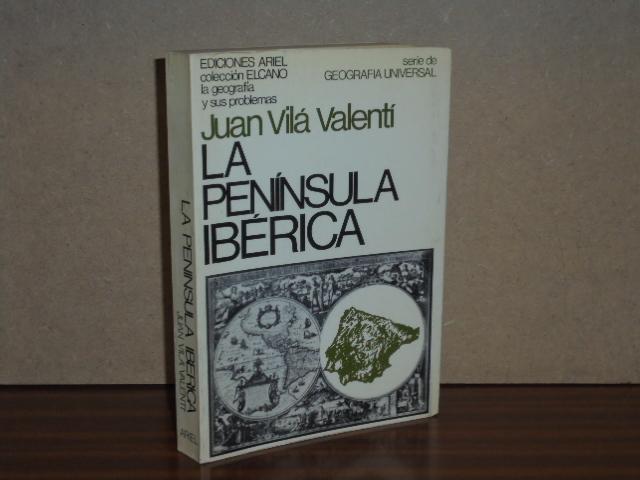 EDICIONES ARIEL
colección ELCANO
la geografía
y sus problemas
serie de
GEOGRAFIA UNIVERSAL
Juan Vilá Valentí
LA
PENÍNSULA
IBÉRICA
LA PENÍNSULA IBÉRICA
JUAN VILÁ VALENTÍ
ARIEL